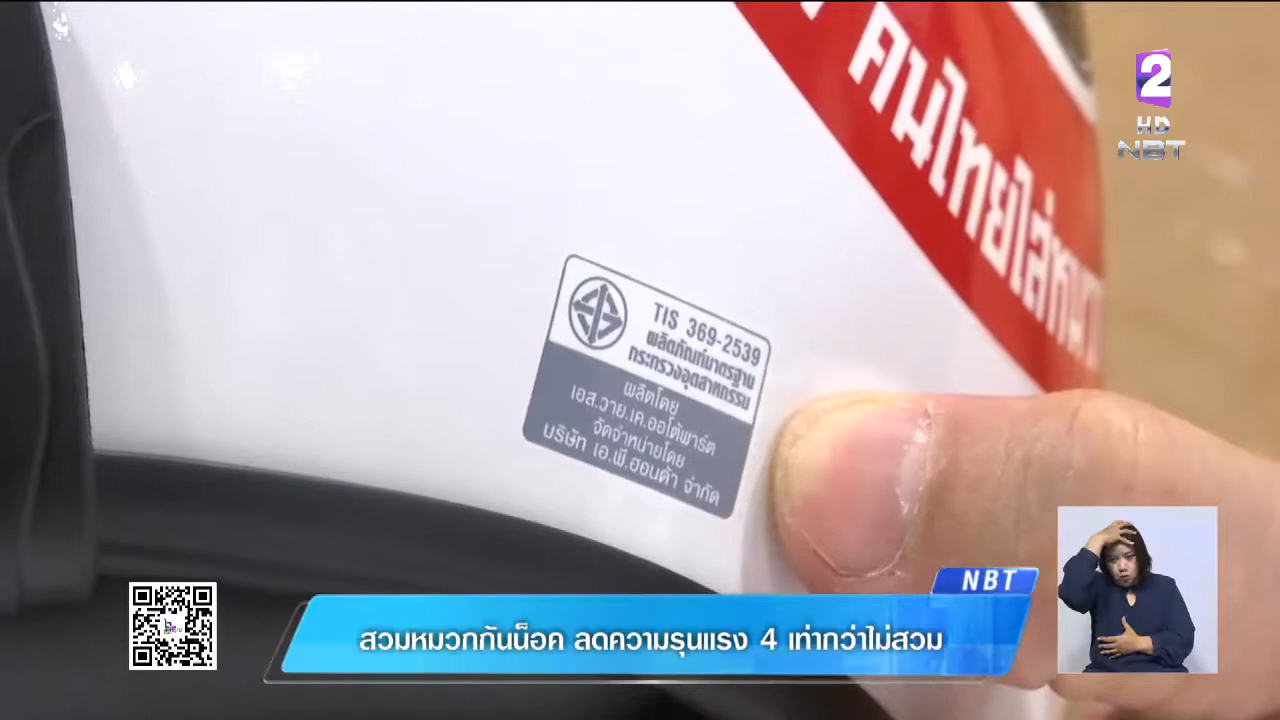 คนไทยใส่หมวก
2
HD
NBT
TIS 369-2539
ผลิตภัณฑ์มาตรฐาน
กระทรวงอุตสาหกรรม
ผลิตโดย
เอส.วาย.เค.ออโต้พาร์ต
จัดจำหน่ายโดย
บริษัท เอ.พี.ฮอนด้า จำกัด
NBT
สวมหมวกกันน็อค ลดความรุนแรง 4 เท่ากว่าไม่สวม